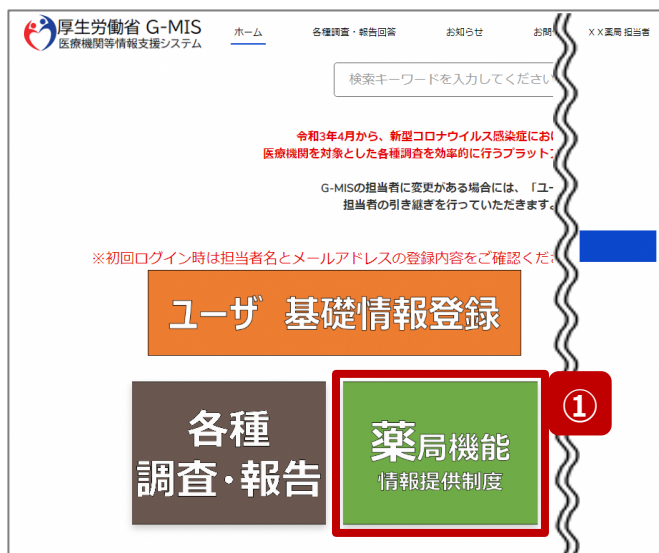 厚生労働省 G-MIS
医療機関等情報支援システム
ホーム
各種調査・報告回答
お知らせ
お問
XX薬局 担当者
検索キーワードを入力してください
令和3年4月から、新型コロナウイルス感染症にお
医療機関を対象とした各種調査を効率的に行うプラット
G-MISの担当者に変更がある場合には、「ユー
担当者の引き継ぎを行っていただきます。
※初回ログイン時は担当者名とメールアドレスの登録内容をご確認くだ
ユーザ 基礎情報登録
各種
調査・報告
薬局機能
情報提供制度
①